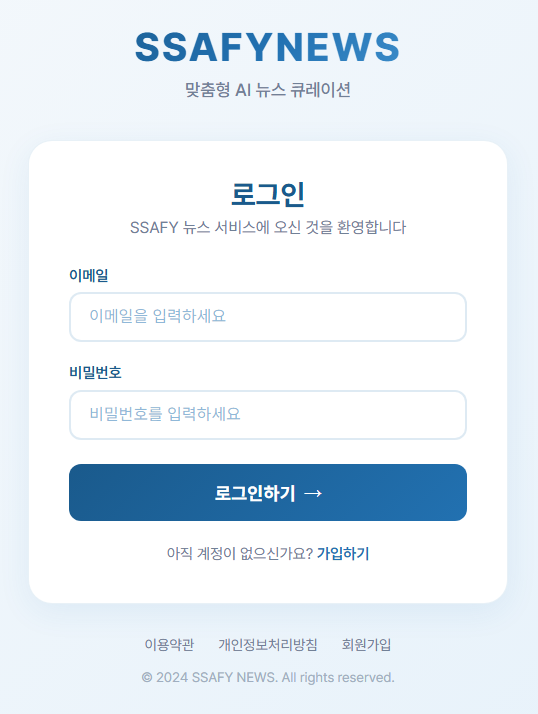 SSAFYNEWS
맞춤형 AI 뉴스 큐레이션
로그인
SSAFY 뉴스 서비스에 오신 것을 환영합니다
이메일
이메일을 입력하세요
비밀번호
비밀번호를 입력하세요
로그인하기 →
아직 계정이 없으신가요? 가입하기
이용약관 개인정보처리방침 회원가입
© 2024 SSAFY NEWS. All rights reserved.